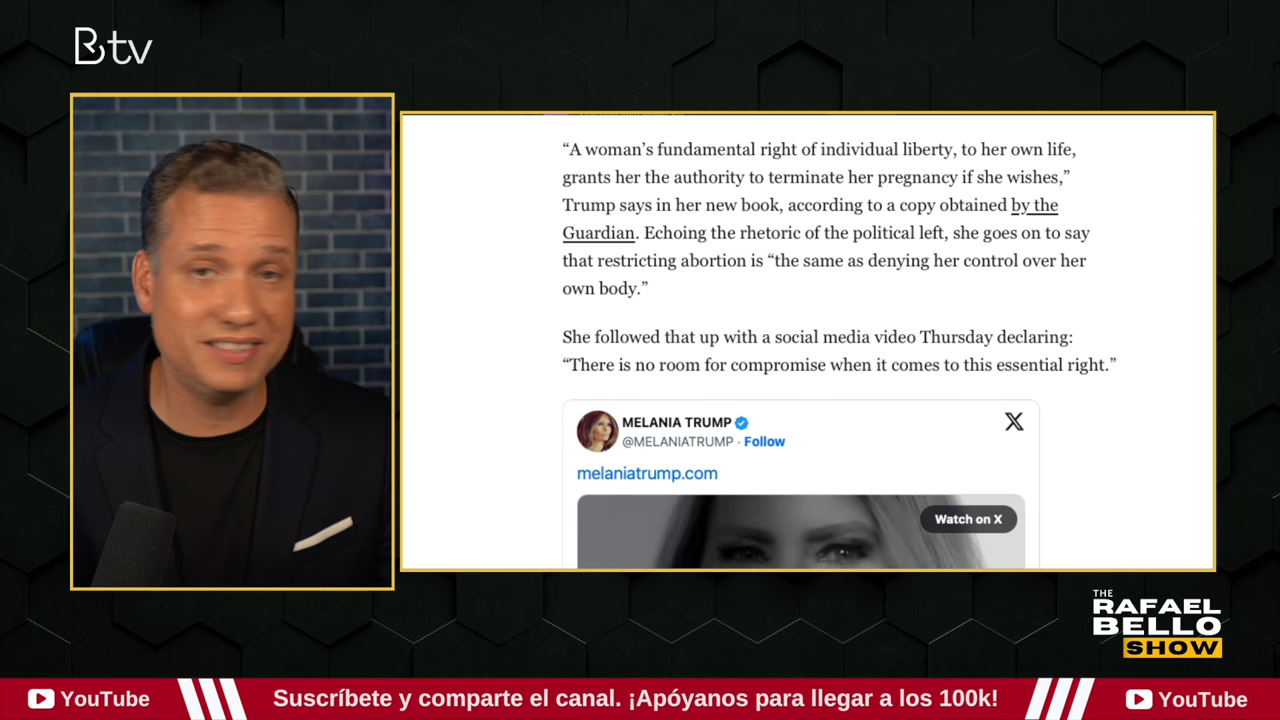 Btv
“A woman’s fundamental right of individual liberty, to her own life,
grants her the authority to terminate her pregnancy if she wishes,”
Trump says in her new book, according to a copy obtained by the
Guardian. Echoing the rhetoric of the political left, she goes on to say
that restricting abortion is “the same as denying her control over her
own body.”
She followed that up with a social media video Thursday declaring:
“There is no room for compromise when it comes to this essential right.”
MELANIA TRUMP
@MELANIATRUMP · Follow
X
melaniatrump.com
Watch on X
THE
RAFAEL
BELLO
SHOW
YouTube
Suscríbete y comparte el canal. ¡Apóyanos para llegar a los 100k!
YouTube